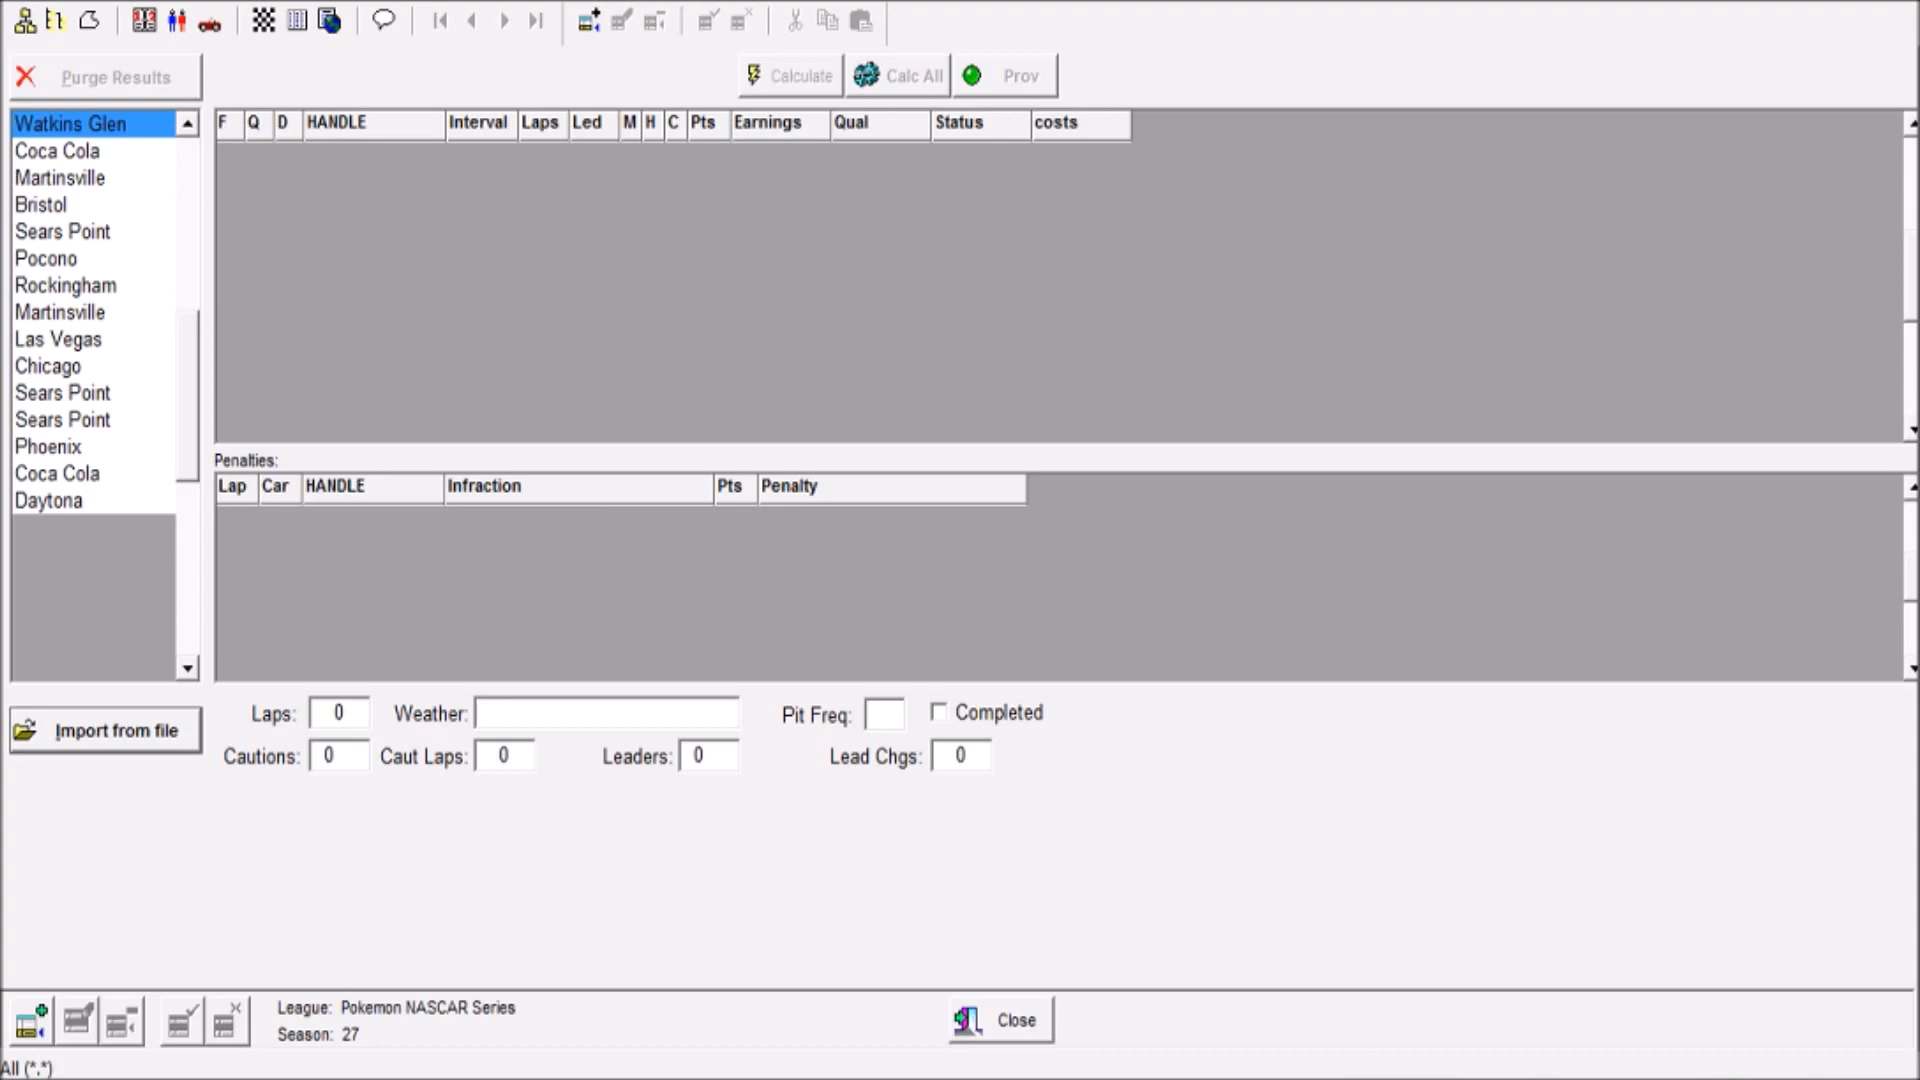 Purge Results
Calculate
Calc All
Prov
Watkins Glen
Coca Cola
Martinsville
Bristol
Sears Point
Pocono
Rockingham
Martinsville
Las Vegas
Chicago
Sears Point
Sears Point
Phoenix
Coca Cola
Daytona
F Q D HANDLE Interval Laps Led M H C Pts Earnings Qual Status costs
Penalties:
Lap Car HANDLE Infraction Pts Penalty
Import from file
Laps: 0 Weather: Pit Freq: Completed
Cautions: 0 Caut Laps: 0 Leaders: 0 Lead Chgs: 0
League: Pokemon NASCAR Series
Season: 27
Close
All (*.*)